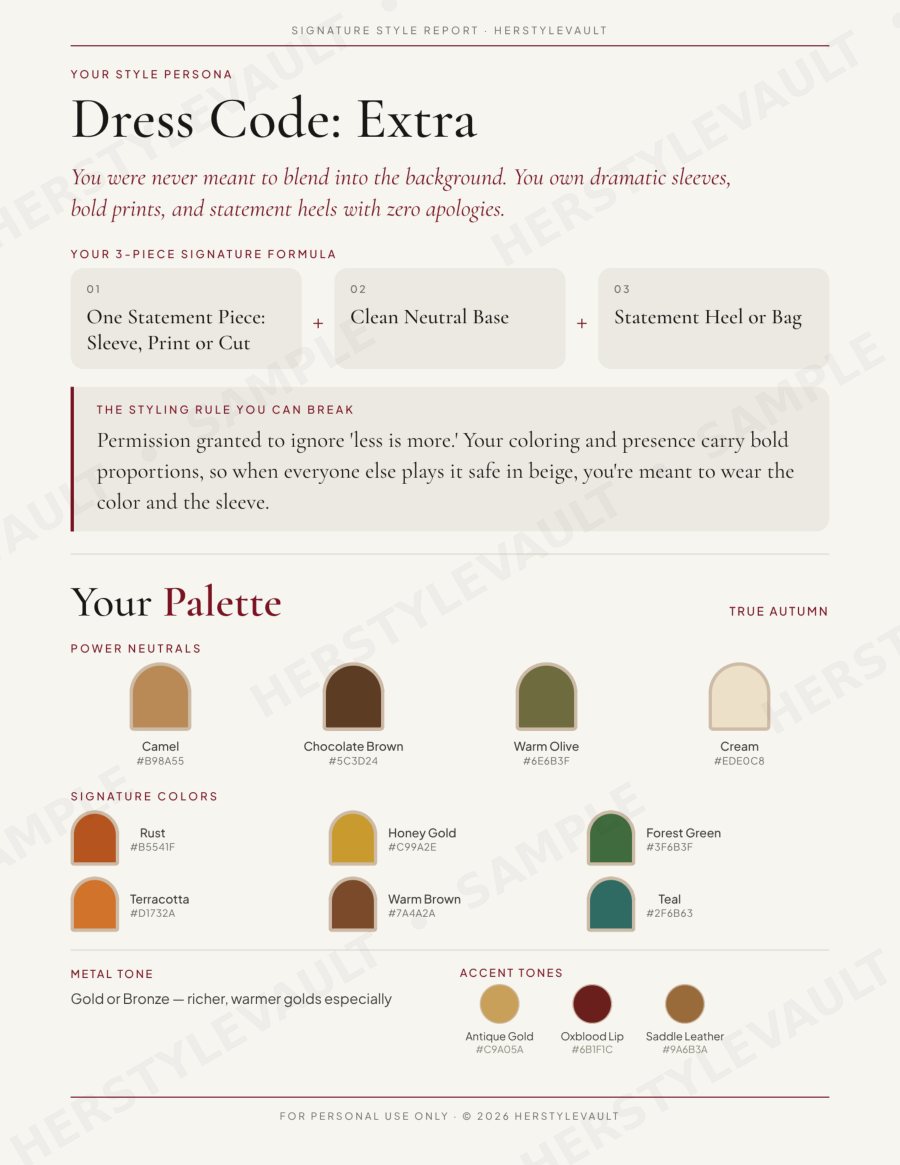 SIGNATURE STYLE REPORT · HERSTYLEVAULT
YOUR STYLE PERSONA
Dress Code: Extra
You were never meant to blend into the background. You own dramatic sleeves,
bold prints, and statement heels with zero apologies.
YOUR 3-PIECE SIGNATURE FORMULA
01
One Statement Piece:
Sleeve, Print or Cut
+
02
Clean Neutral Base
+
03
Statement Heel or Bag
THE STYLING RULE YOU CAN BREAK
Permission granted to ignore 'less is more.' Your coloring and presence carry bold
proportions, so when everyone else plays it safe in beige, you're meant to wear the
color and the sleeve.
Your Palette
TRUE AUTUMN
POWER NEUTRALS
Camel
#B98A55
Chocolate Brown
#5C3D24
Warm Olive
#6E6B3F
Cream
#EDE0C8
SIGNATURE COLORS
Rust
#B5541F
Honey Gold
#C99A2E
Forest Green
#3F6B3F
Terracotta
#D1732A
Warm Brown
#7A4A2A
Teal
#2F6B63
METAL TONE
Gold or Bronze — richer, warmer golds especially
ACCENT TONES
Antique Gold
#C9A05A
Oxblood Lip
#6B1F1C
Saddle Leather
#9A6B3A
FOR PERSONAL USE ONLY · © 2026 HERSTYLEVAULT
HERSTYLEVAULT • SAMPLE • HERSTYLEVAULT